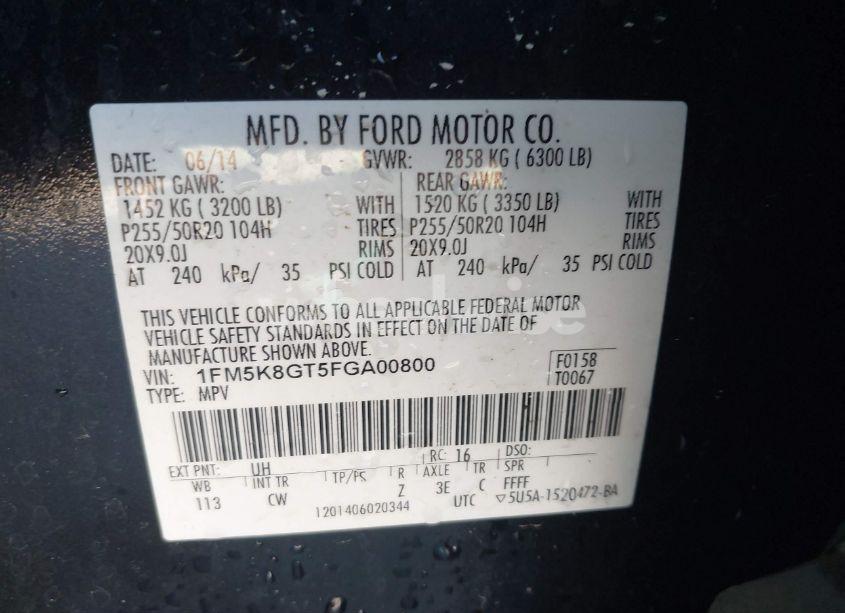 MFD. BY FORD MOTOR CO.
DATE: 06/14 GVWR: 2858 KG ( 6300 LB)
FRONT GAWR: REAR GAWR:
1452 KG ( 3200 LB) WITH 1520 KG ( 3350 LB) WITH
P255/50R20 104H TIRES P255/50R20 104H TIRES
20X9.0J RIMS 20X9.0J RIMS
AT 240 kPa/ 35 PSI COLD AT 240 kPa/ 35 PSI COLD
THIS VEHICLE CONFORMS TO ALL APPLICABLE FEDERAL MOTOR
VEHICLE SAFETY STANDARDS IN EFFECT ON THE DATE OF
MANUFACTURE SHOWN ABOVE.
VIN: 1FM5K8GT5FGA00800 F0158
TYPE: MPV T0067
EXT PNT: UH RC: 16 DSO:
WB INT TR TP/PS R AXLE TR SPR
113 CW Z 3E C FFFF
1201406020344 UTC ▽5U5A-1520472-BA